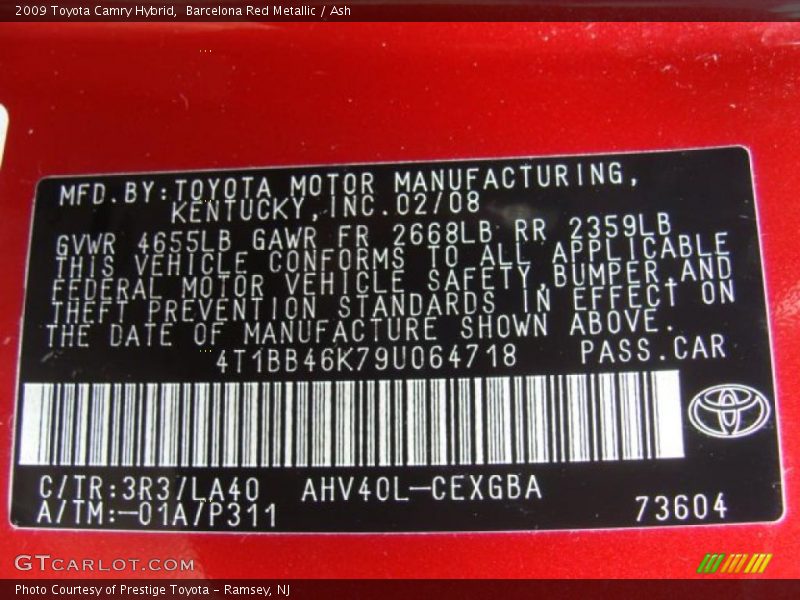 2009 Toyota Camry Hybrid,  Barcelona Red Metallic / Ash
MFD.BY:TOYOTA MOTOR MANUFACTURING,
KENTUCKY,INC.02/08
GVWR 4655LB GAWR FR 2668LB RR 2359LB
THIS VEHICLE CONFORMS TO ALL APPLICABLE
FEDERAL MOTOR VEHICLE SAFETY,BUMPER,AND
THEFT PREVENTION STANDARDS IN EFFECT ON
THE DATE OF MANUFACTURE SHOWN ABOVE.
4T1BB46K79U064718 PASS.CAR
C/TR:3R3/LA40 AHV40L-CEXGBA
A/TM:-01A/P311 73604
GTCARLOT.COM
Photo Courtesy of Prestige Toyota - Ramsey, NJ